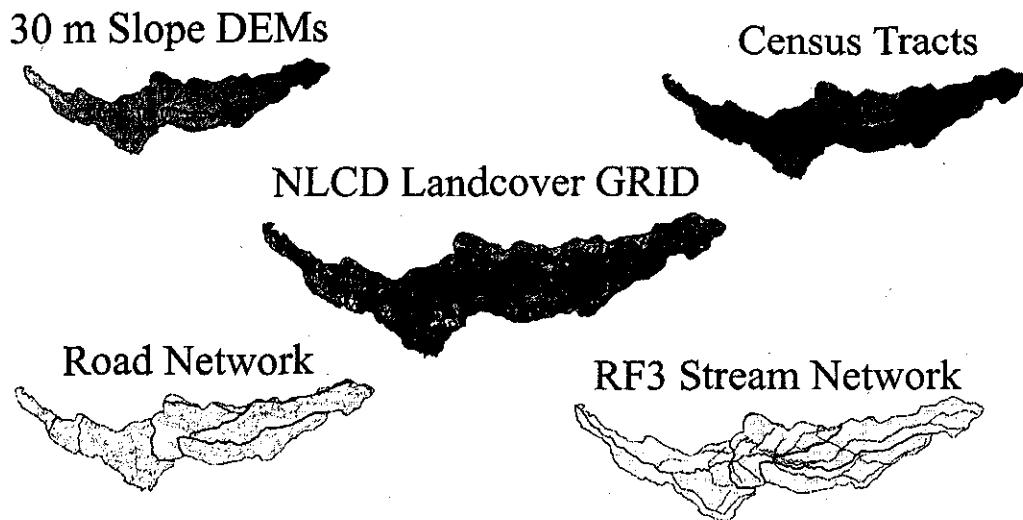 30 m Slope DEMs
Census Tracts
NLCD Landcover GRID
Road Network
RF3 Stream Network